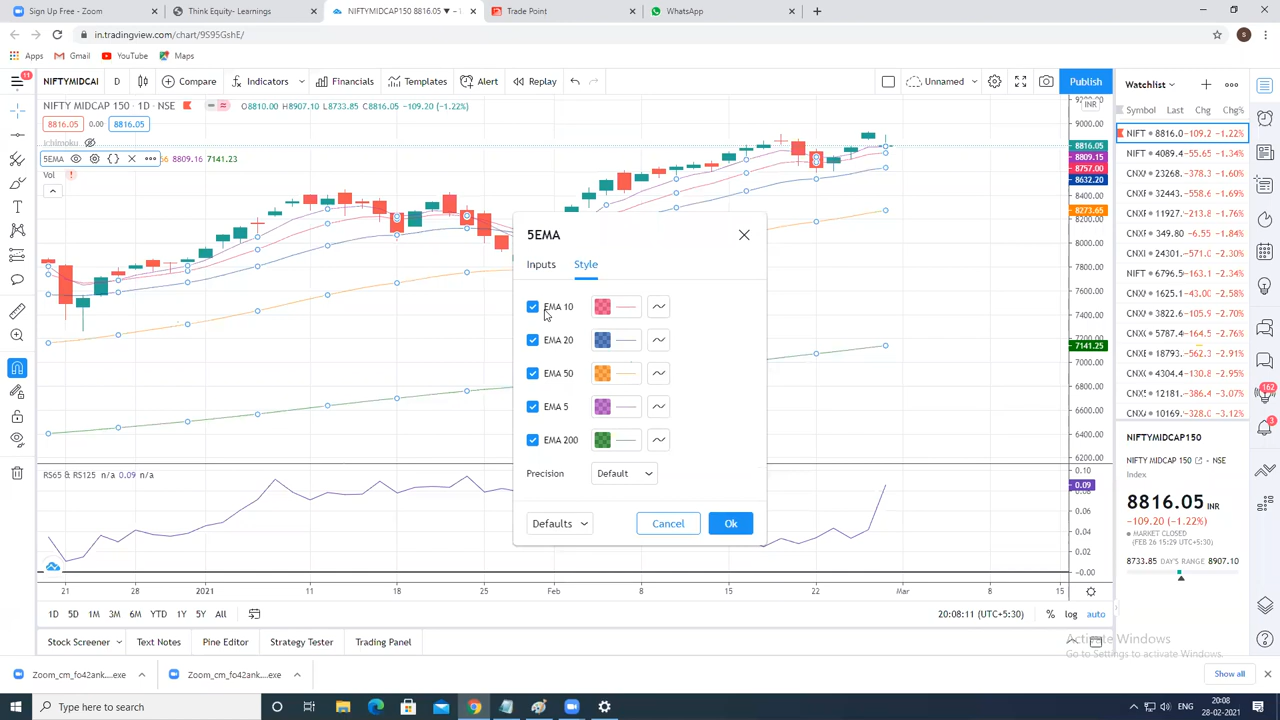 Sign Up Free - Zoom
Think Equity- Learnings
NIFTYMIDCAP150 8816.05 ▼
Trade Point
WhatsApp
in.tradingview.com/chart/9S95GshE/
S
Apps
Gmail
YouTube
Maps
11
NIFTYMIDCAI
D
Compare
Indicators
Financials
Templates
Alert
Replay
Unnamed
Publish
Watchlist
NIFTY MIDCAP 150 · 1D · NSE
O8810.00 H8907.10 L8733.85 C8816.05 −109.20 (−1.22%)
8816.05 0.00 8816.05
Ichimoku
5EMA
8809.16 7141.23
Vol
INR
9000.00
8816.05
8809.15
8757.00
8632.20
8400.00
8273.65
8200.00
8000.00
7800.00
7600.00
7400.00
7200.00
7141.25
6800.00
6600.00
6400.00
6200.00
Symbol Last Chg Chg%
NIFT 8816.0 −109.2 −1.22%
NIFT 4089.4 −55.65 −1.34%
CNX 23268. −378.3 −1.60%
CNX 32443. −558.6 −1.69%
CNX 11927. −213.8 −1.76%
CNX 349.80 −6.55 −1.84%
CNX 24301. −571.0 −2.30%
NIFT 6796.5 −163.1 −2.34%
CNX 1625.1 −43.00 −2.58%
CNX 3822.6 −105.9 −2.70%
CNX 5787.4 −164.5 −2.76%
CNXE 18793. −562.3 −2.91%
CNX 4304.4 −130.8 −2.95%
CNX 12181. −386.4 −3.07%
CNX 10169. −328.0 −3.12%
162
3
5EMA
Inputs
Style
EMA 10
EMA 20
EMA 50
EMA 5
EMA 200
Precision
Default
Defaults
Cancel
Ok
RS65 & RS125 n/a 0.09 n/a
0.10
0.09
0.06
0.04
0.02
−0.00
21 28 2021 11 18 25 Feb 8 15 22 Mar 8 15
1D 5D 1M 3M 6M YTD 1Y 5Y All
20:08:11 (UTC+5:30)
% log auto
Stock Screener
Text Notes
Pine Editor
Strategy Tester
Trading Panel
NIFTYMIDCAP150
NIFTY MIDCAP 150 · NSE
Index
8816.05 INR
−109.20 (−1.22%)
MARKET CLOSED
(FEB 26 15:29 UTC+5:30)
8733.85 DAY'S RANGE 8907.10
Activate Windows
Go to Settings to activate Windows.
Zoom_cm_fo42ank....exe
Zoom_cm_fo42ank....exe
Show all
Type here to search
ENG
20:08
28-02-2021